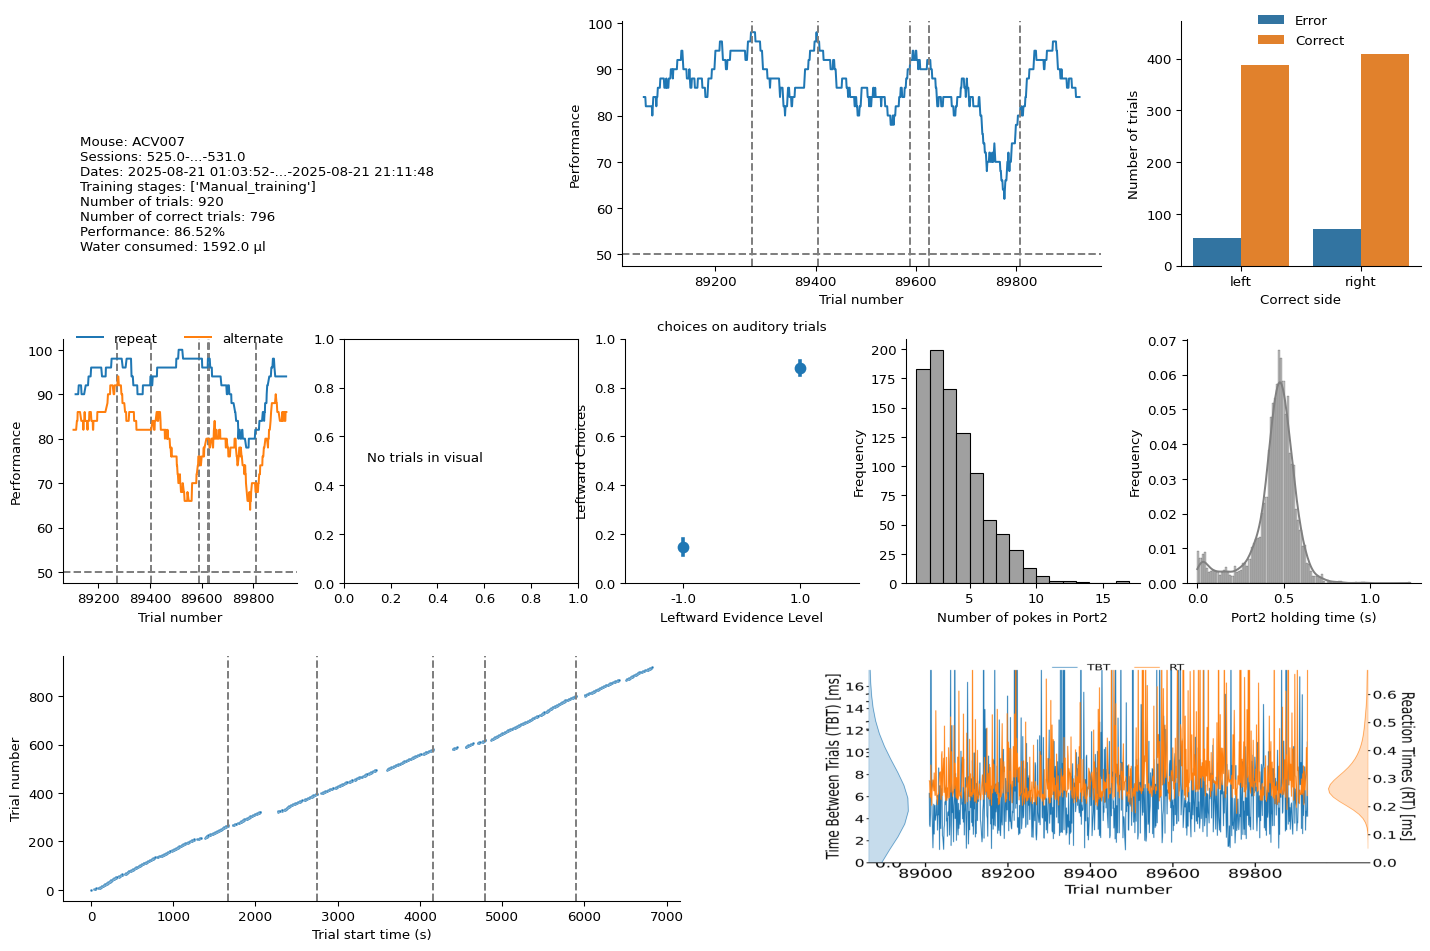 Mouse: ACV007
Sessions: 525.0-...-531.0
Dates: 2025-08-21 01:03:52-...-2025-08-21 21:11:48
Training stages: ['Manual_training']
Number of trials: 920
Number of correct trials: 796
Performance: 86.52%
Water consumed: 1592.0 µl
100
90
80
70
60
50
Performance
89200 89400 89600 89800
Trial number
Error
Correct
400
300
200
100
0
Number of trials
left right
Correct side
repeat alternate
100
90
80
70
60
50
Performance
89200 89400 89600 89800
Trial number
1.0
0.8
0.6
0.4
0.2
0.0
No trials in visual
0.0 0.2 0.4 0.6 0.8 1.0
choices on auditory trials
1.0
0.8
0.6
0.4
0.2
0.0
Leftward Choices
-1.0 1.0
Leftward Evidence Level
200
175
150
125
100
75
50
25
0
Frequency
5 10 15
Number of pokes in Port2
0.07
0.06
0.05
0.04
0.03
0.02
0.01
0.00
Frequency
0.0 0.5 1.0
Port2 holding time (s)
800
600
400
200
0
Trial number
0 1000 2000 3000 4000 5000 6000 7000
Trial start time (s)
TBT RT
16
14
12
10
8
6
4
2
0
Time Between Trials (TBT) [ms]
0.6
0.5
0.4
0.3
0.2
0.1
0.0
Reaction Times (RT) [ms]
0.0
89000 89200 89400 89600 89800
Trial number